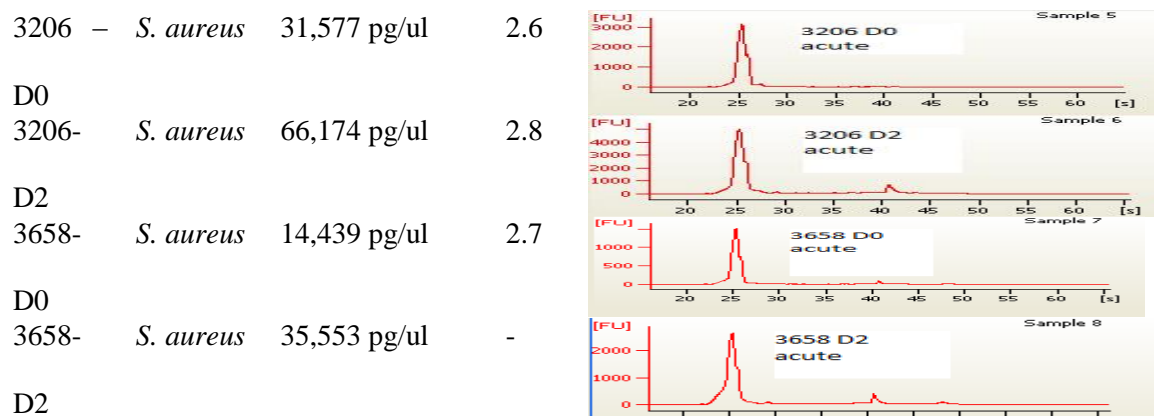 3206 – S. aureus 31,577 pg/ul 2.6
D0
3206- S. aureus 66,174 pg/ul 2.8
D2
3658- S. aureus 14,439 pg/ul 2.7
D0
3658- S. aureus 35,553 pg/ul -
D2
[FU] Sample 5
3000
2000
1000
0
3206 D0
acute
20 25 30 35 40 45 50 55 60 [s]
[FU] Sample 6
4000
3000
2000
1000
0
3206 D2
acute
20 25 30 35 40 45 50 55 60 [s]
[FU] Sample 7
1000
500
0
3658 D0
acute
20 25 30 35 40 45 50 55 [s]
[FU] Sample 8
2000
1000
0
3658 D2
acute